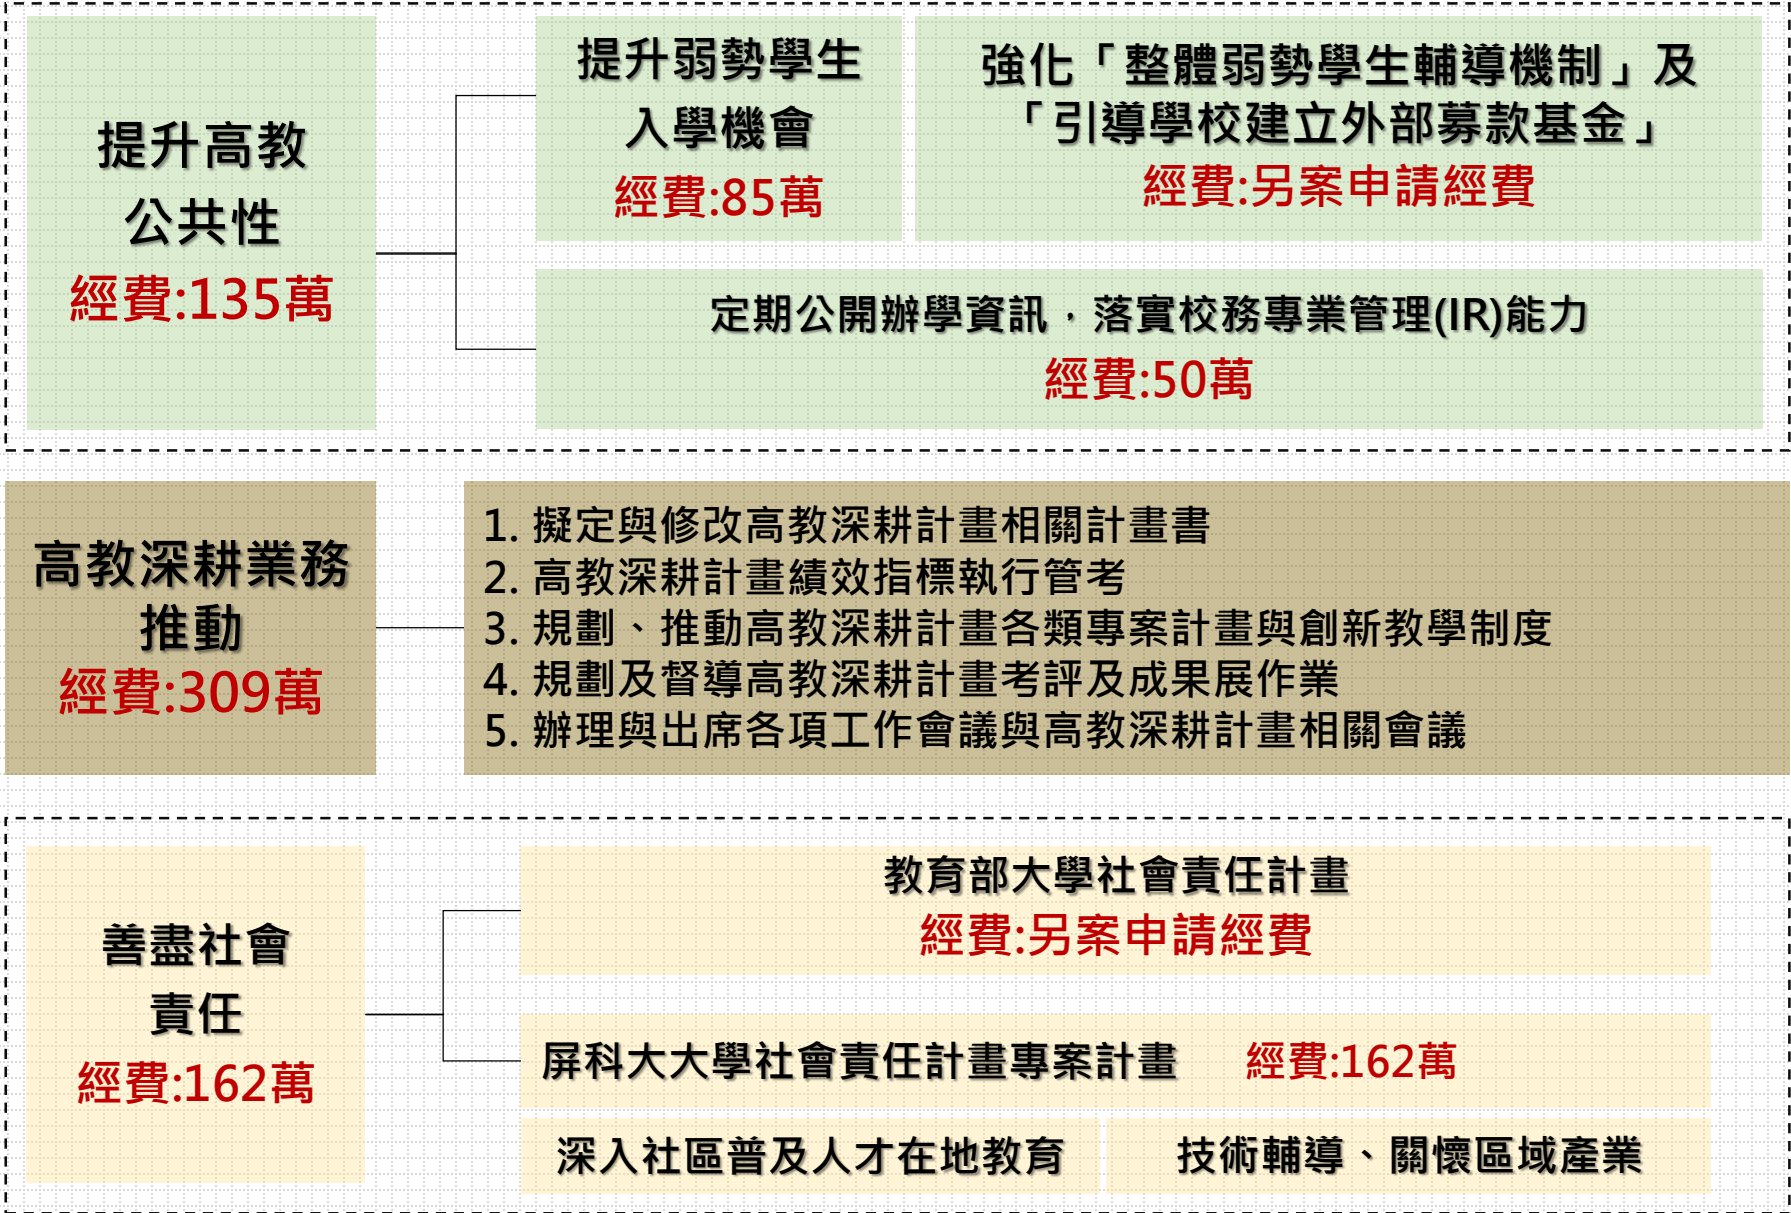 提升高教
公共性
經費:135萬
提升弱勢學生
入學機會
經費:85萬
強化「整體弱勢學生輔導機制」及
「引導學校建立外部募款基金」
經費:另案申請經費
定期公開辦學資訊，落實校務專業管理(IR)能力
經費:50萬
高教深耕業務
推動
經費:309萬
1. 擬定與修改高教深耕計畫相關計畫書
2. 高教深耕計畫績效指標執行管考
3. 規劃、推動高教深耕計畫各類專案計畫與創新教學制度
4. 規劃及督導高教深耕計畫考評及成果展作業
5. 辦理與出席各項工作會議與高教深耕計畫相關會議
善盡社會
責任
經費:162萬
教育部大學社會責任計畫
經費:另案申請經費
屏科大大學社會責任計畫專案計畫 經費:162萬
深入社區普及人才在地教育
技術輔導、關懷區域產業